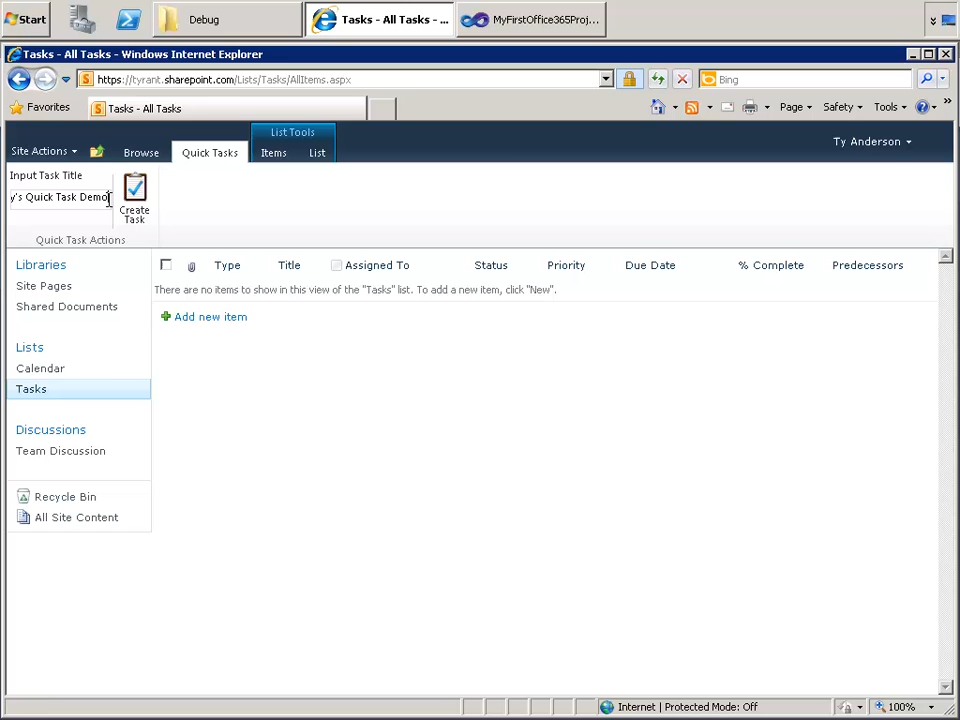 Start
Debug
Tasks - All Tasks - ...
MyFirstOffice365Proj...
Tasks - All Tasks - Windows Internet Explorer
https://tyrant.sharepoint.com/Lists/Tasks/AllItems.aspx
Bing
Favorites
Tasks - All Tasks
Page
Safety
Tools
Site Actions
Browse
Quick Tasks
List Tools
Items
List
Ty Anderson
Input Task Title
y's Quick Task Demo
Create
Task
Quick Task Actions
Libraries
Site Pages
Shared Documents
Lists
Calendar
Tasks
Discussions
Team Discussion
Recycle Bin
All Site Content
Type Title Assigned To Status Priority Due Date % Complete Predecessors
There are no items to show in this view of the "Tasks" list. To add a new item, click "New".
Add new item
Internet | Protected Mode: Off
100%